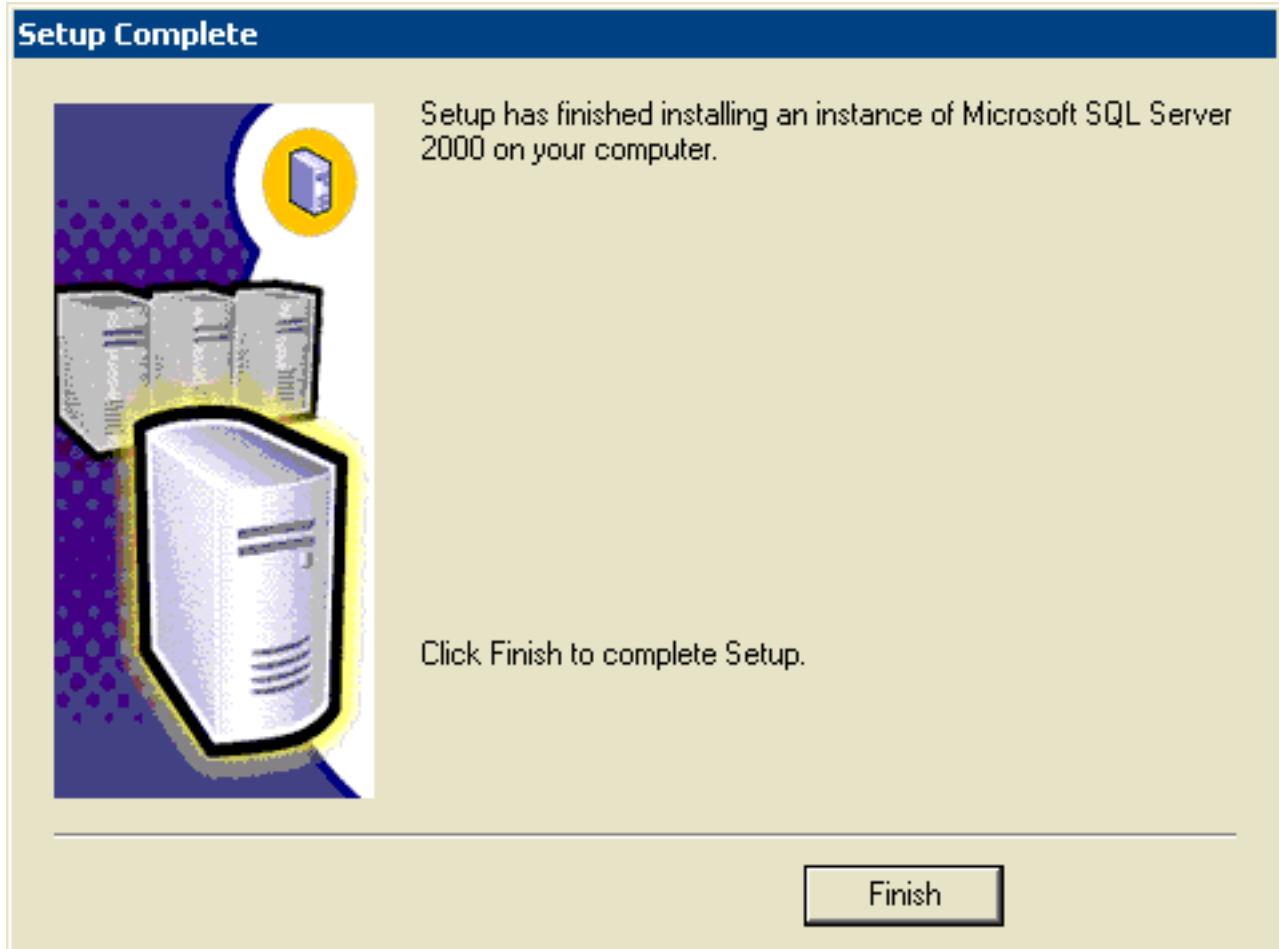 Setup Complete
Setup has finished installing an instance of Microsoft SQL Server
2000 on your computer.
Click Finish to complete Setup.
Finish